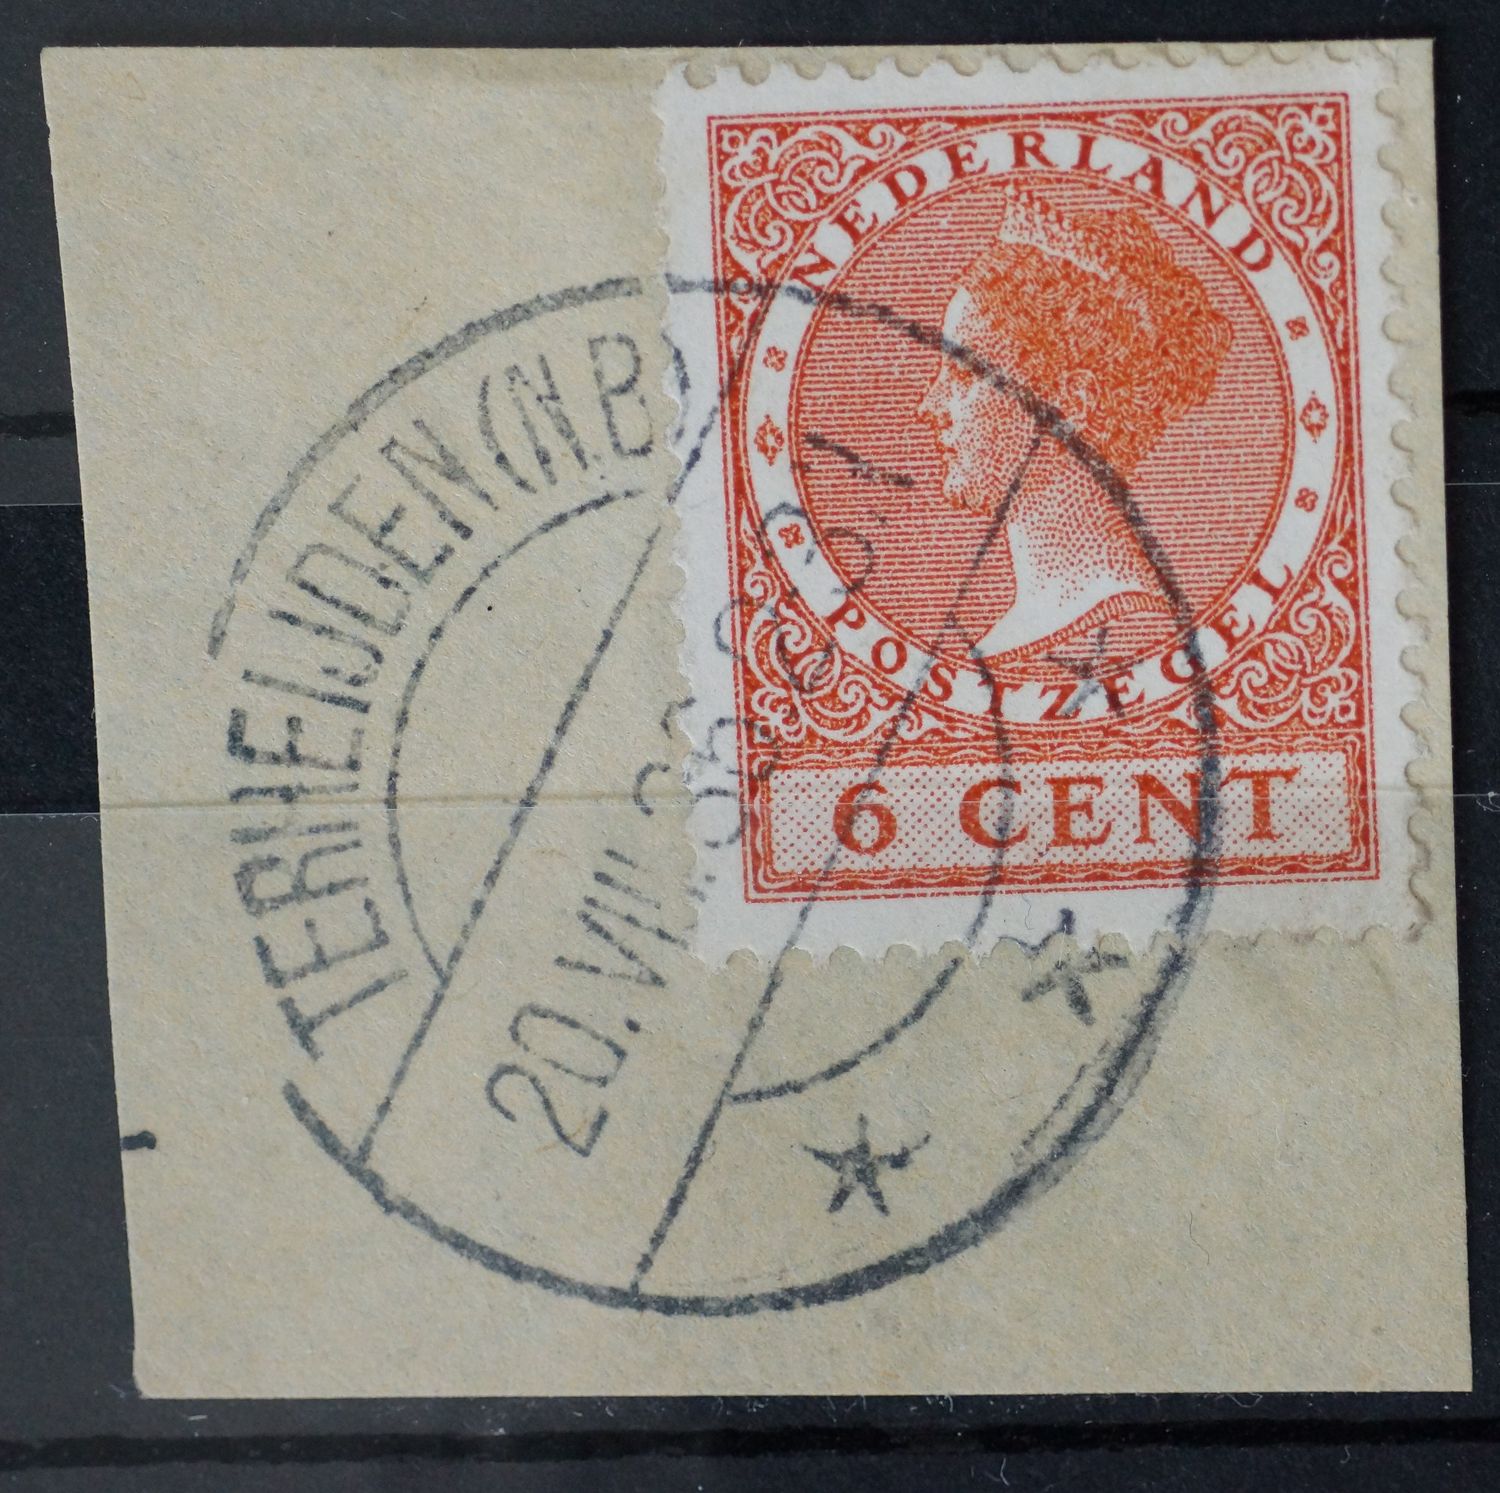 NEDERLAND
POSTZEGEL
6 CENT
TERHEIJDEN (N.B)
20.VIII